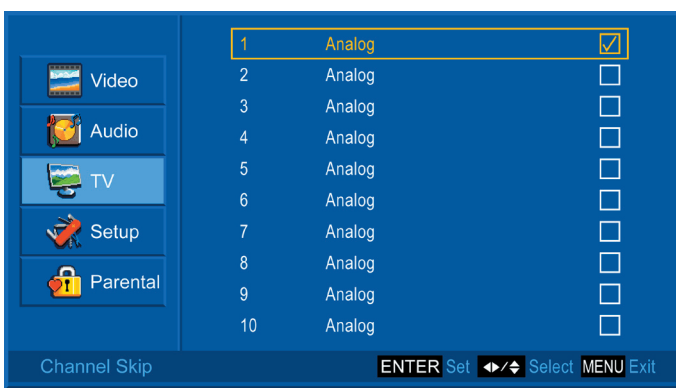 1 Analog
2 Analog
3 Analog
4 Analog
5 Analog
6 Analog
7 Analog
8 Analog
9 Analog
10 Analog
Video
Audio
TV
Setup
Parental
Channel Skip
ENTER Set Select MENU Exit